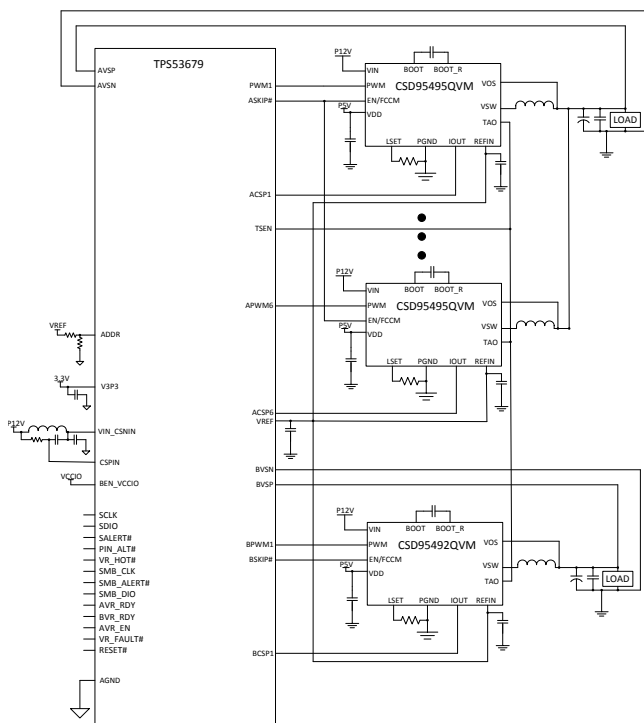 TPS53679
AVSP
AVSN
PWM1
ASKIP#
ACSP1
TSEN
APWM6
VREF
ADDR
3.3V
V3P3
P12V
VIN_CSNIN
CSPIN
VCCIO
BEN_VCCIO
ACSP6
VREF
BVSN
BVSP
SCLK
SDIO
SALERT#
PIN_ALT#
VR_HOT#
SMB_CLK
SMB_ALERT#
SMB_DIO
AVR_RDY
BVR_RDY
AVR_EN
VR_FAULT#
RESET#
AGND
BPWM1
BSKIP#
BCSP1
P12V
VIN
BOOT BOOT_R
PWM CSD95495QVM
VOS
EN/FCCM
P5V
VDD
VSW
TAO
LSET PGND IOUT REFIN
LOAD
P12V
VIN
BOOT BOOT_R
PWM CSD95495QVM
VOS
EN/FCCM
P5V
VDD
VSW
TAO
LSET PGND IOUT REFIN
P12V
VIN
BOOT BOOT_R
PWM CSD95492QVM
VOS
EN/FCCM
P5V
VDD
VSW
TAO
LSET PGND IOUT REFIN
LOAD